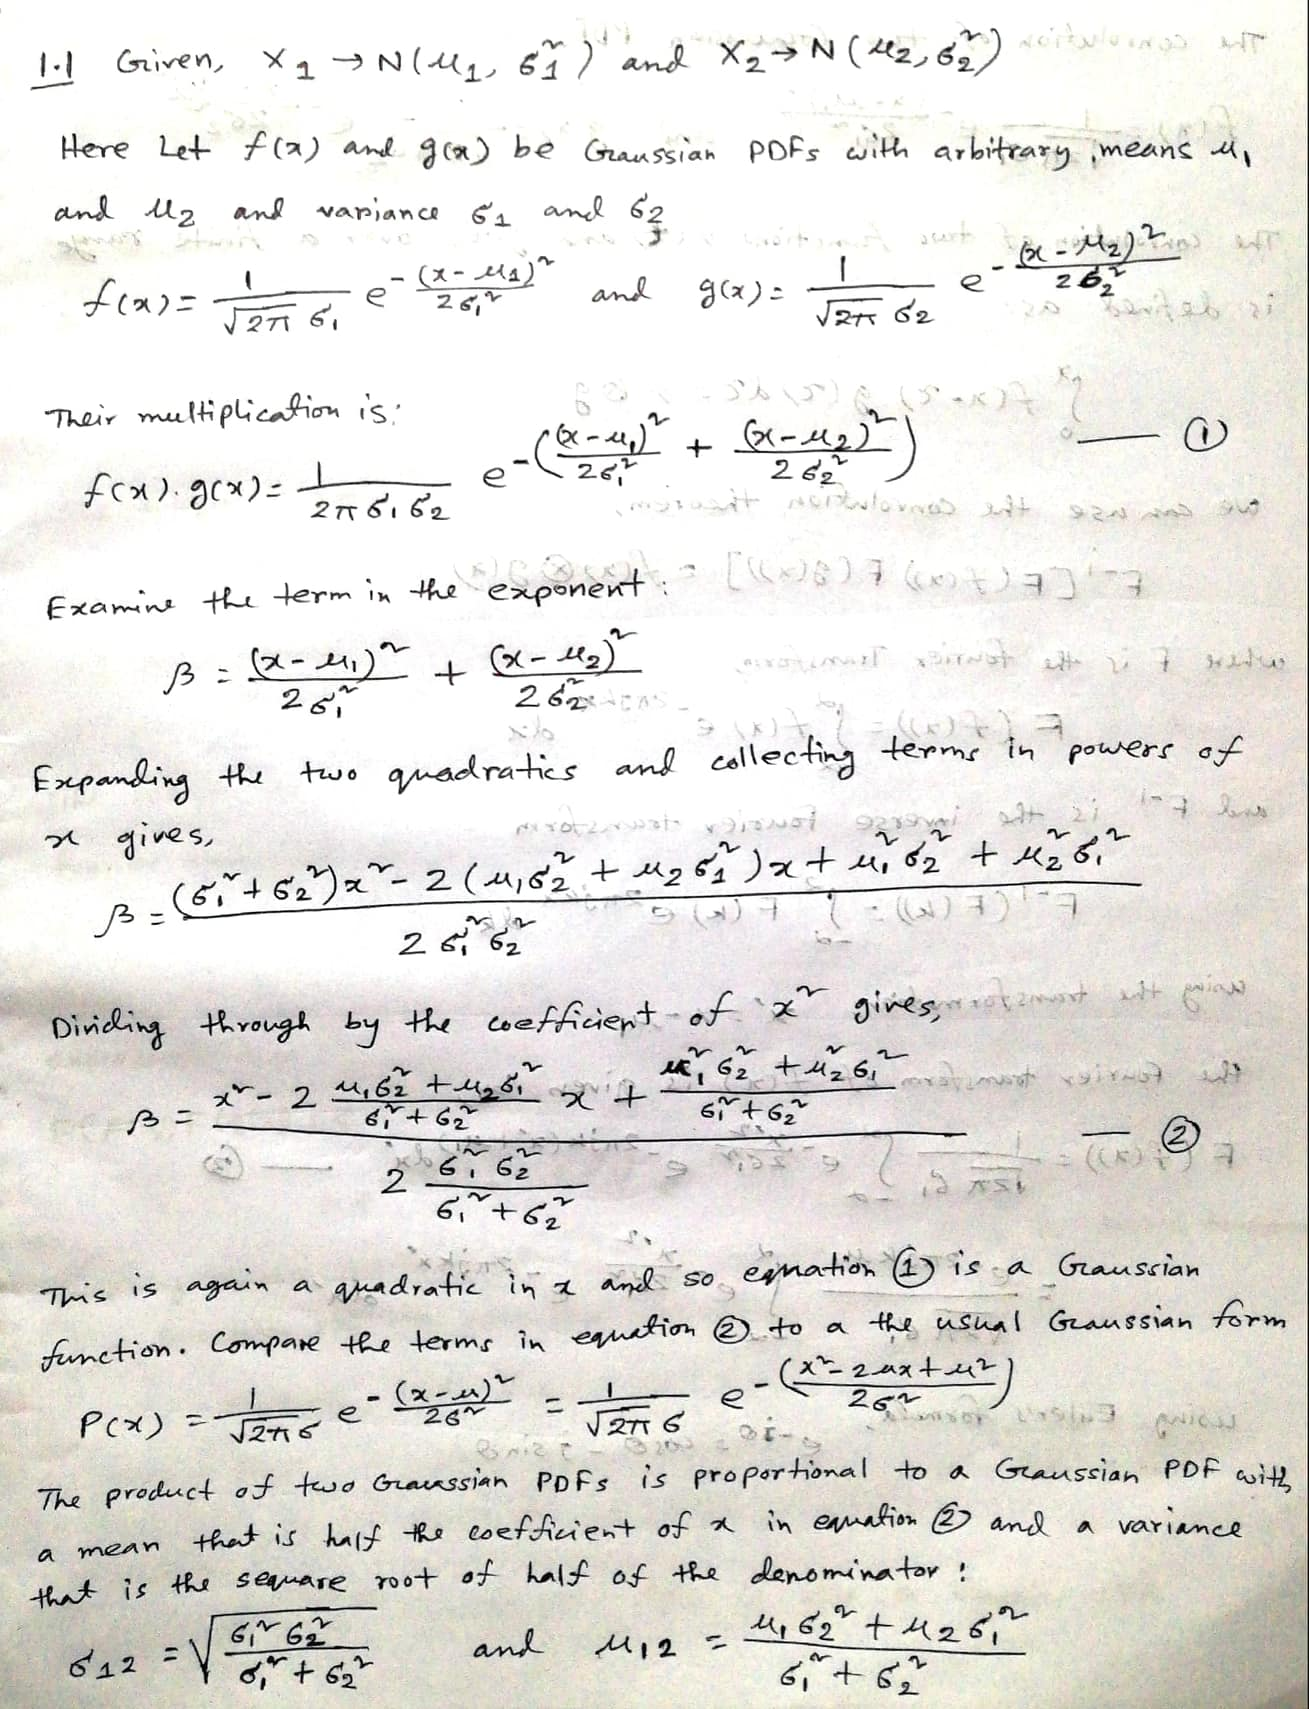 1.1 Given, X₁ → N(μ₁, σ₁²) and X₂ → N(μ₂, σ₂²)
Here Let f(x) and g(x) be Gaussian PDFs with arbitrary means μ₁
and μ₂ and variance σ₁ and σ₂
f(x) = 1/(√2π σ₁) e^-(x-μ₁)²/2σ₁² and g(x) = 1/(√2π σ₂) e^-(x-μ₂)²/2σ₂²
Their multiplication is:
f(x).g(x) = 1/(2π σ₁ σ₂) e^-((x-μ₁)²/2σ₁² + (x-μ₂)²/2σ₂²) — ①
Examine the term in the exponent:
β = (x-μ₁)²/2σ₁² + (x-μ₂)²/2σ₂²
Expanding the two quadratics and collecting terms in powers of
x gives,
β = ((σ₁²+σ₂²)x² - 2(μ₁σ₂² + μ₂σ₁²)x + μ₁²σ₂² + μ₂²σ₁²) / 2σ₁²σ₂²
Dividing through by the coefficient of x² gives,
β = (x² - 2 (μ₁σ₂² + μ₂σ₁²)/(σ₁²+σ₂²) x + (μ₁²σ₂² + μ₂²σ₁²)/(σ₁²+σ₂²)) / (2 σ₁²σ₂²/(σ₁²+σ₂²)) — ②
This is again a quadratic in x and so equation ① is a Gaussian
function. Compare the terms in equation ② to a the usual Gaussian form
P(x) = 1/(√2π σ) e^-(x-μ)²/2σ² = 1/(√2π σ) e^-((x²-2μx+μ²)/2σ²)
The product of two Gaussian PDFs is proportional to a Gaussian PDF with
a mean that is half the coefficient of x in equation ② and a variance
that is the sequare root of half of the denominator:
σ₁₂ = √(σ₁²σ₂²/(σ₁²+σ₂²)) and μ₁₂ = (μ₁σ₂² + μ₂σ₁²)/(σ₁²+σ₂²)